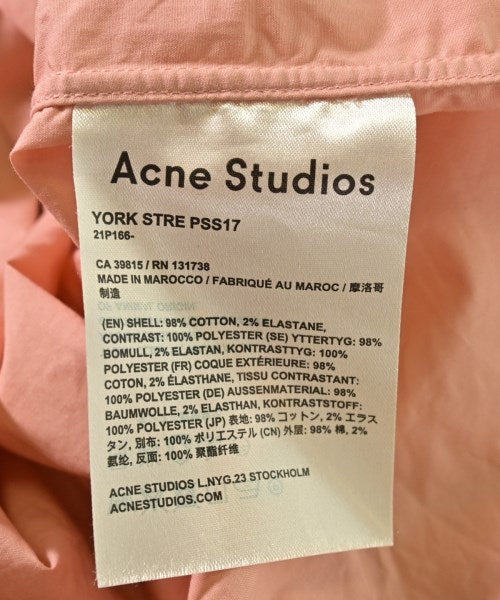 Acne Studios
YORK STRE PSS17
21P166-
CA 39815 / RN 131738
MADE IN MAROCCO / FABRIQUÉ AU MAROC / 摩洛哥
制造
(EN) SHELL: 98% COTTON, 2% ELASTANE,
CONTRAST: 100% POLYESTER (SE) YTTERTYG: 98%
BOMULL, 2% ELASTAN, KONTRASTTYG: 100%
POLYESTER (FR) COQUE EXTÉRIEURE: 98%
COTON, 2% ÉLASTHANE, TISSU CONTRASTANT:
100% POLYESTER (DE) AUSSENMATERIAL: 98%
BAUMWOLLE, 2% ELASTHAN, KONTRASTSTOFF:
100% POLYESTER (JP) 表地: 98% コットン, 2% エラス
タン, 別布: 100% ポリエステル (CN) 外层: 98% 棉, 2%
氨纶, 反面: 100% 聚酯纤维
ACNE STUDIOS L.NYG.23 STOCKHOLM
ACNESTUDIOS.COM